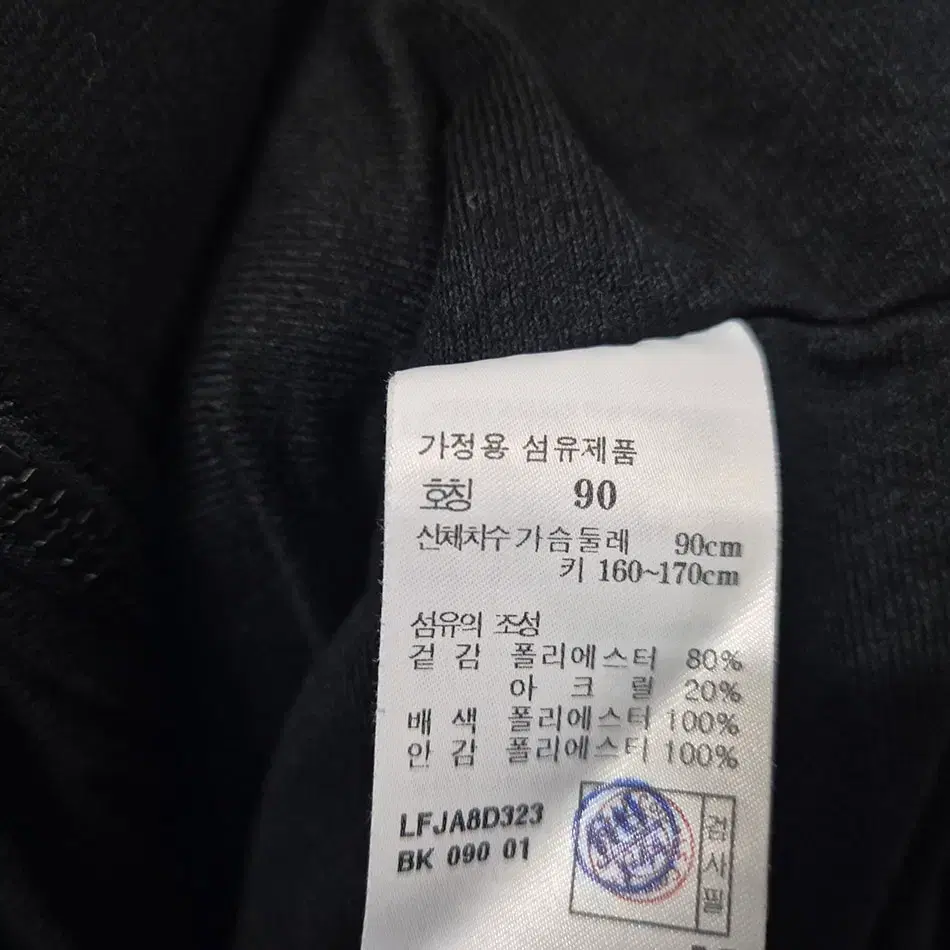 가정용 섬유제품
호칭 90
신체치수 가슴둘레 90cm
키 160~170cm
섬유의 조성
겉 감 폴리에스터 80%
아 크 릴 20%
배 색 폴리에스터 100%
안 감 폴리에스터 100%
LFJA8D323
BK 090 01
검사필